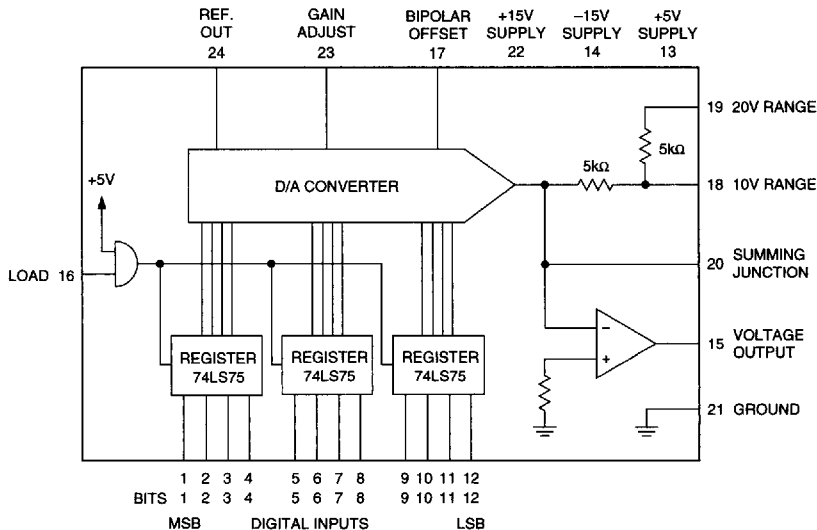 REF. OUT 24
GAIN ADJUST 23
BIPOLAR OFFSET 17
+15V SUPPLY 22
–15V SUPPLY 14
+5V SUPPLY 13
19 20V RANGE
5kΩ
5kΩ
18 10V RANGE
D/A CONVERTER
+5V
LOAD 16
20 SUMMING JUNCTION
REGISTER 74LS75
REGISTER 74LS75
REGISTER 74LS75
–
+
15 VOLTAGE OUTPUT
21 GROUND
1 2 3 4 5 6 7 8 9 10 11 12
BITS 1 2 3 4 5 6 7 8 9 10 11 12
MSB DIGITAL INPUTS LSB